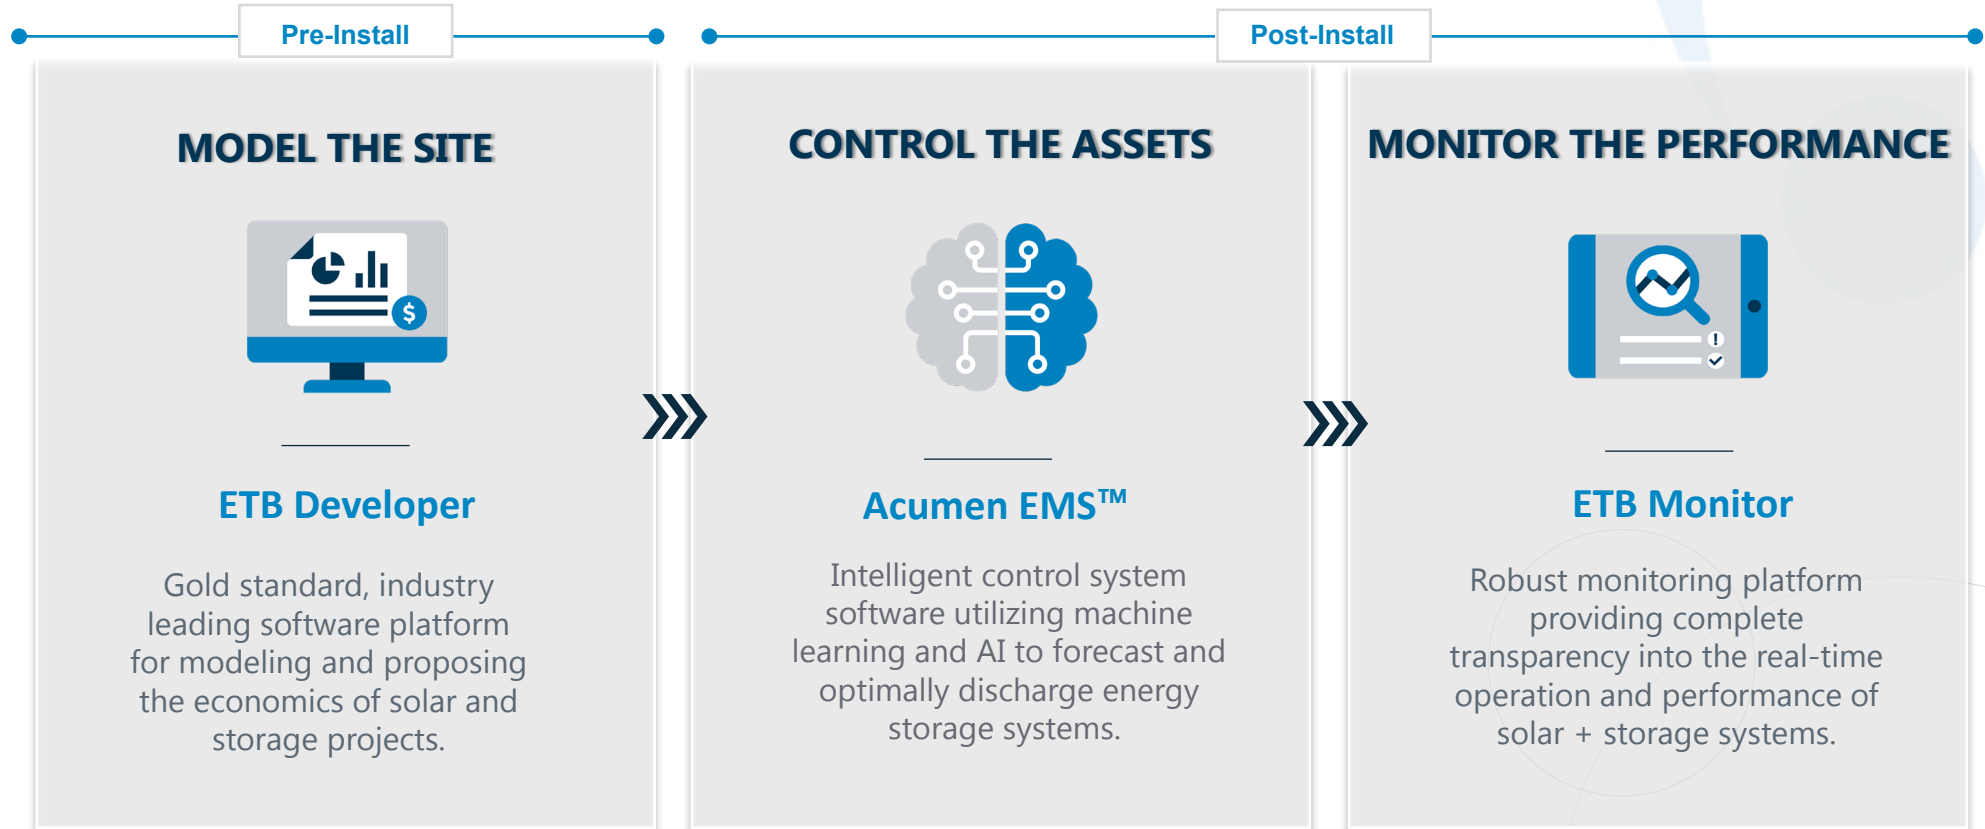 Pre-Install
Post-Install
MODEL THE SITE
$
ETB Developer
Gold standard, industry
leading software platform
for modeling and proposing
the economics of solar and
storage projects.
CONTROL THE ASSETS
Acumen EMS™
Intelligent control system
software utilizing machine
learning and AI to forecast and
optimally discharge energy
storage systems.
MONITOR THE PERFORMANCE
!
ETB Monitor
Robust monitoring platform
providing complete
transparency into the real-time
operation and performance of
solar + storage systems.